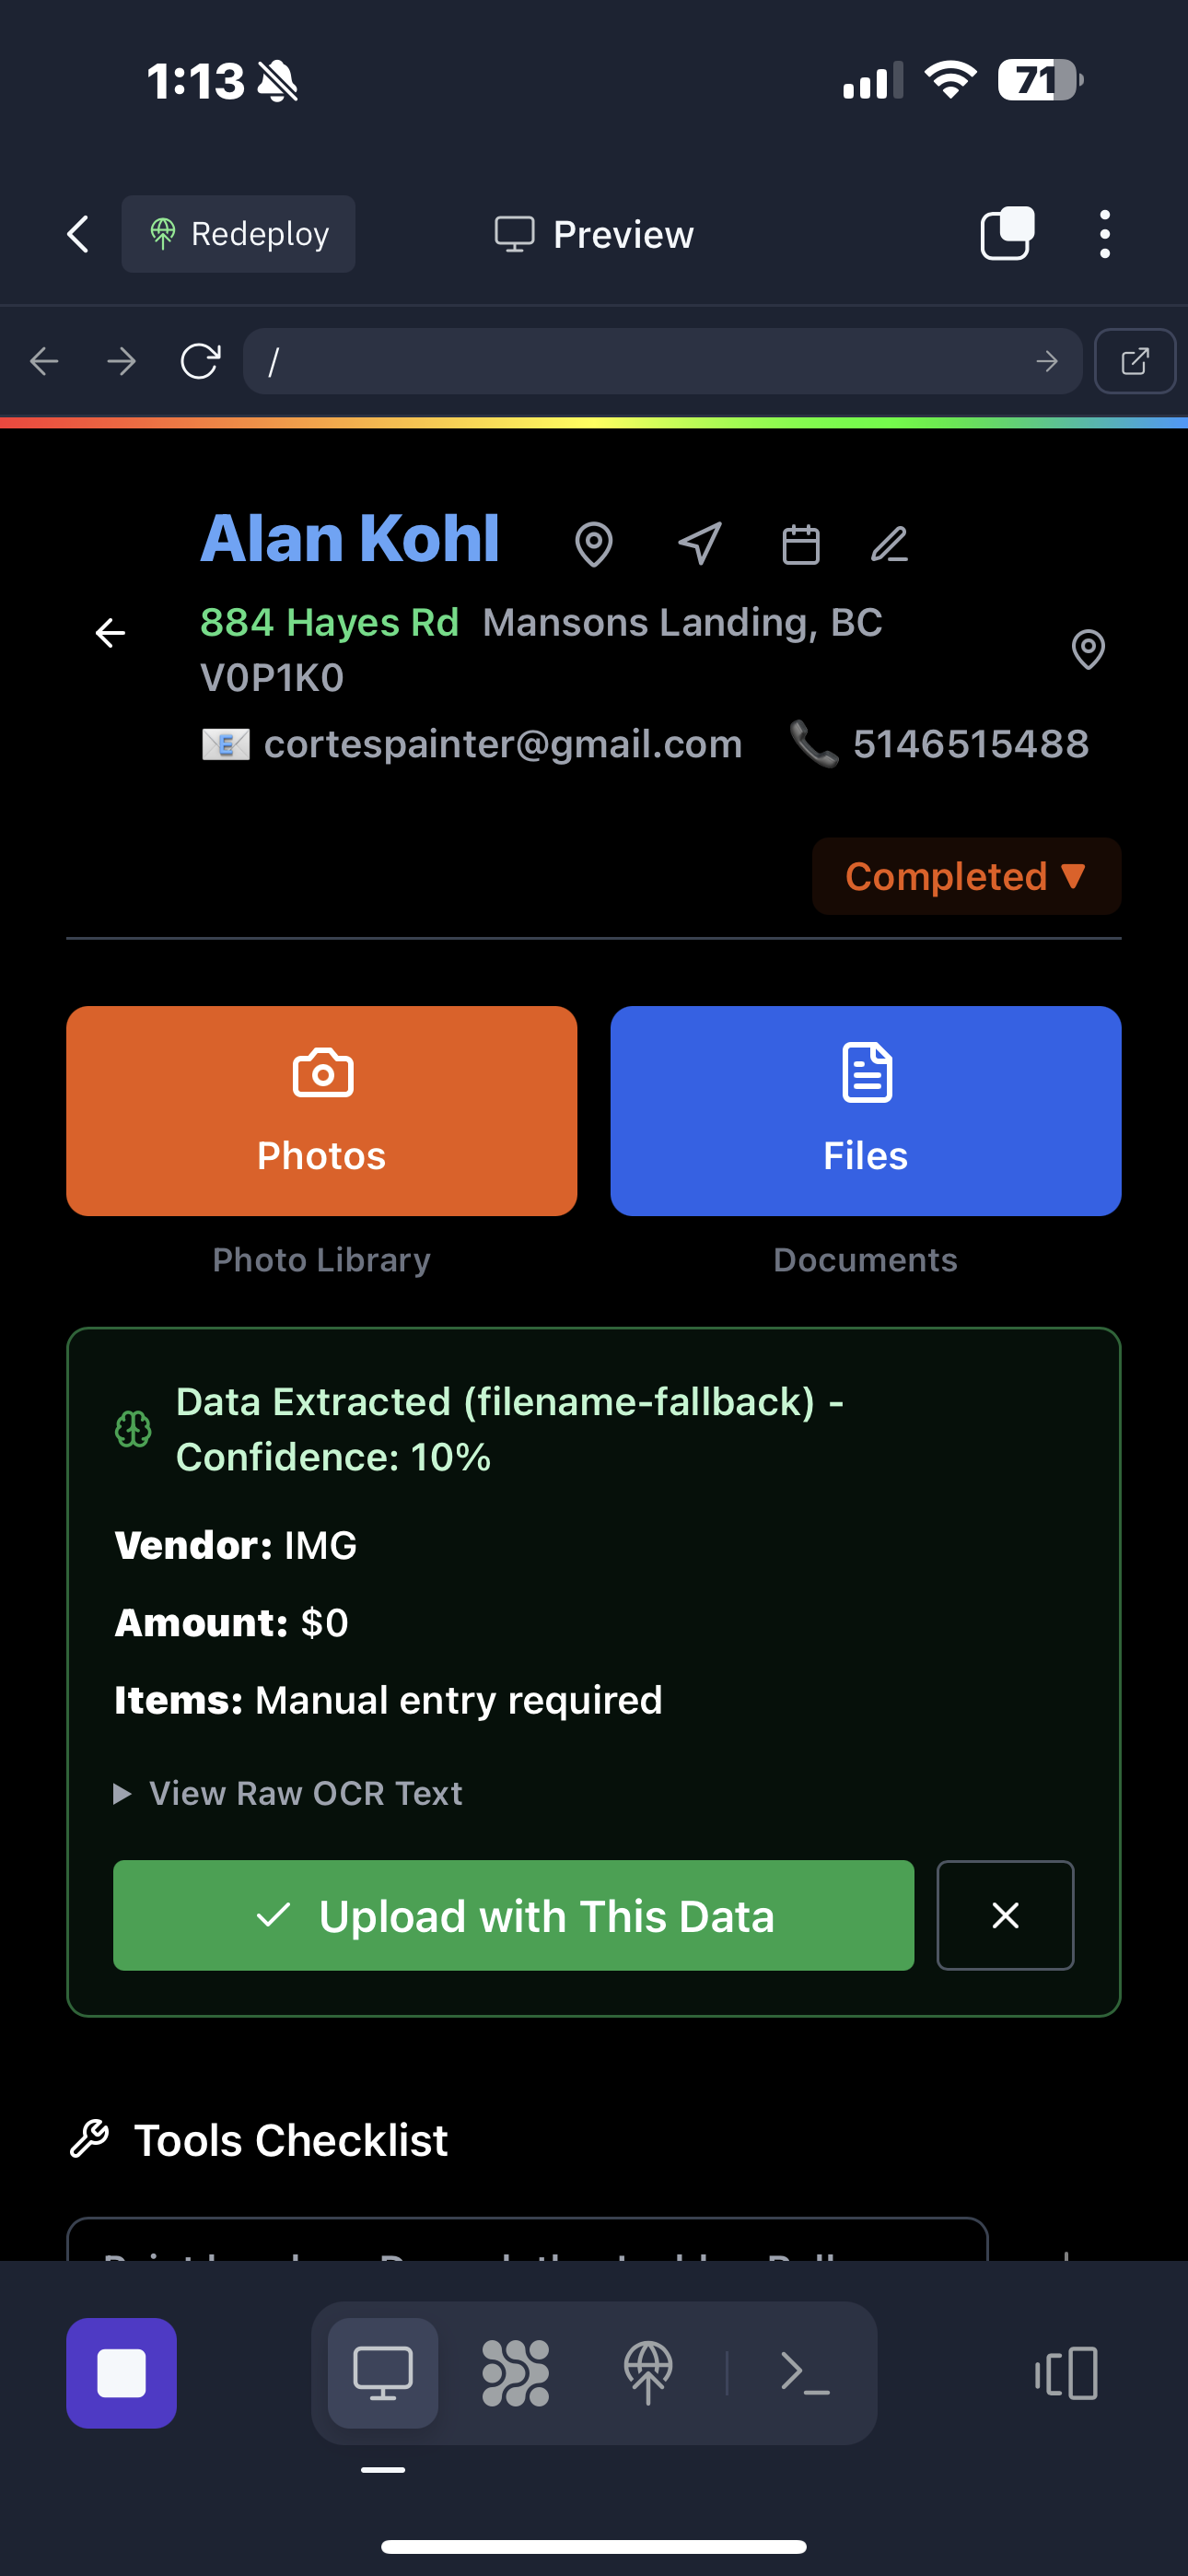 1:13
71
Redeploy
Preview
/
Alan Kohl
884 Hayes Rd Mansons Landing, BC
V0P1K0
📧 cortespainter@gmail.com 📞 5146515488
Completed ▼
Photos
Files
Photo Library
Documents
Data Extracted (filename-fallback) -
Confidence: 10%
Vendor: IMG
Amount: $0
Items: Manual entry required
▶ View Raw OCR Text
Upload with This Data
Tools Checklist